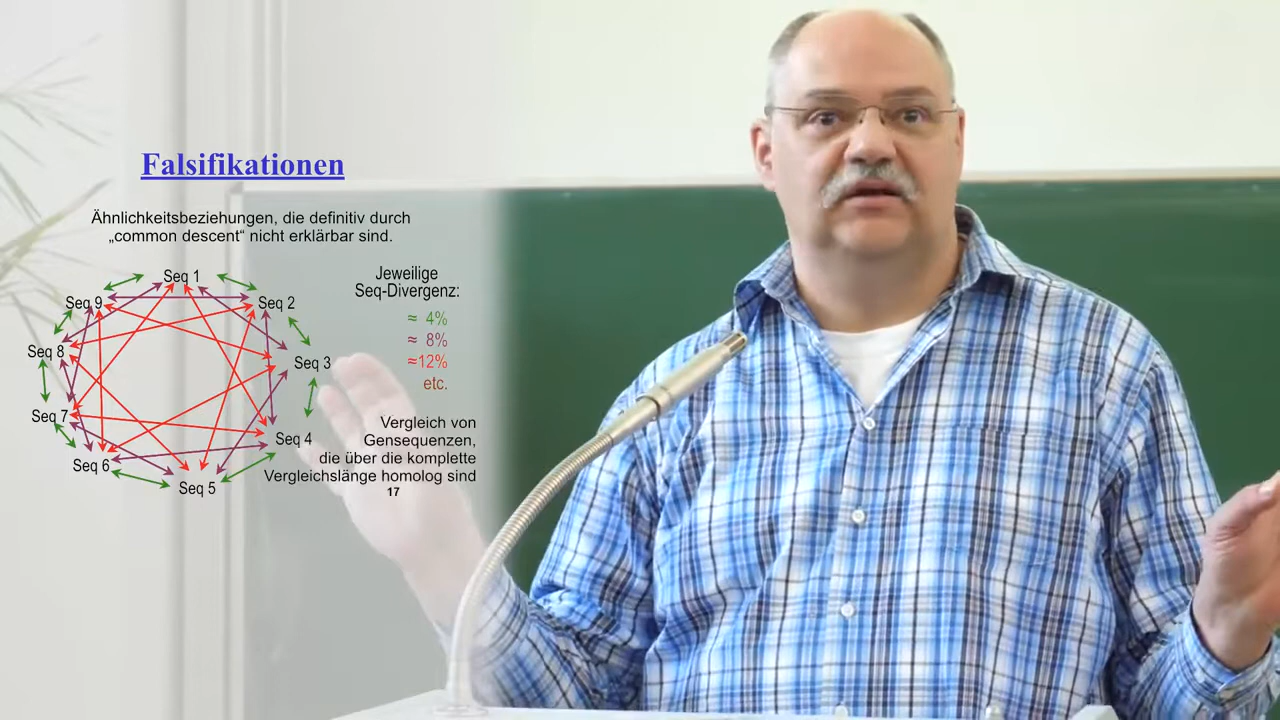 Falsifikationen
Ähnlichkeitsbeziehungen, die definitiv durch
„common descent“ nicht erklärbar sind.
Seq 1
Seq 2
Seq 3
Seq 4
Seq 5
Seq 6
Seq 7
Seq 8
Seq 9
Jeweilige
Seq-Divergenz:
≈ 4%
≈ 8%
≈12%
etc.
Vergleich von
Gensequenzen,
die über die komplette
Vergleichslänge homolog sind
17